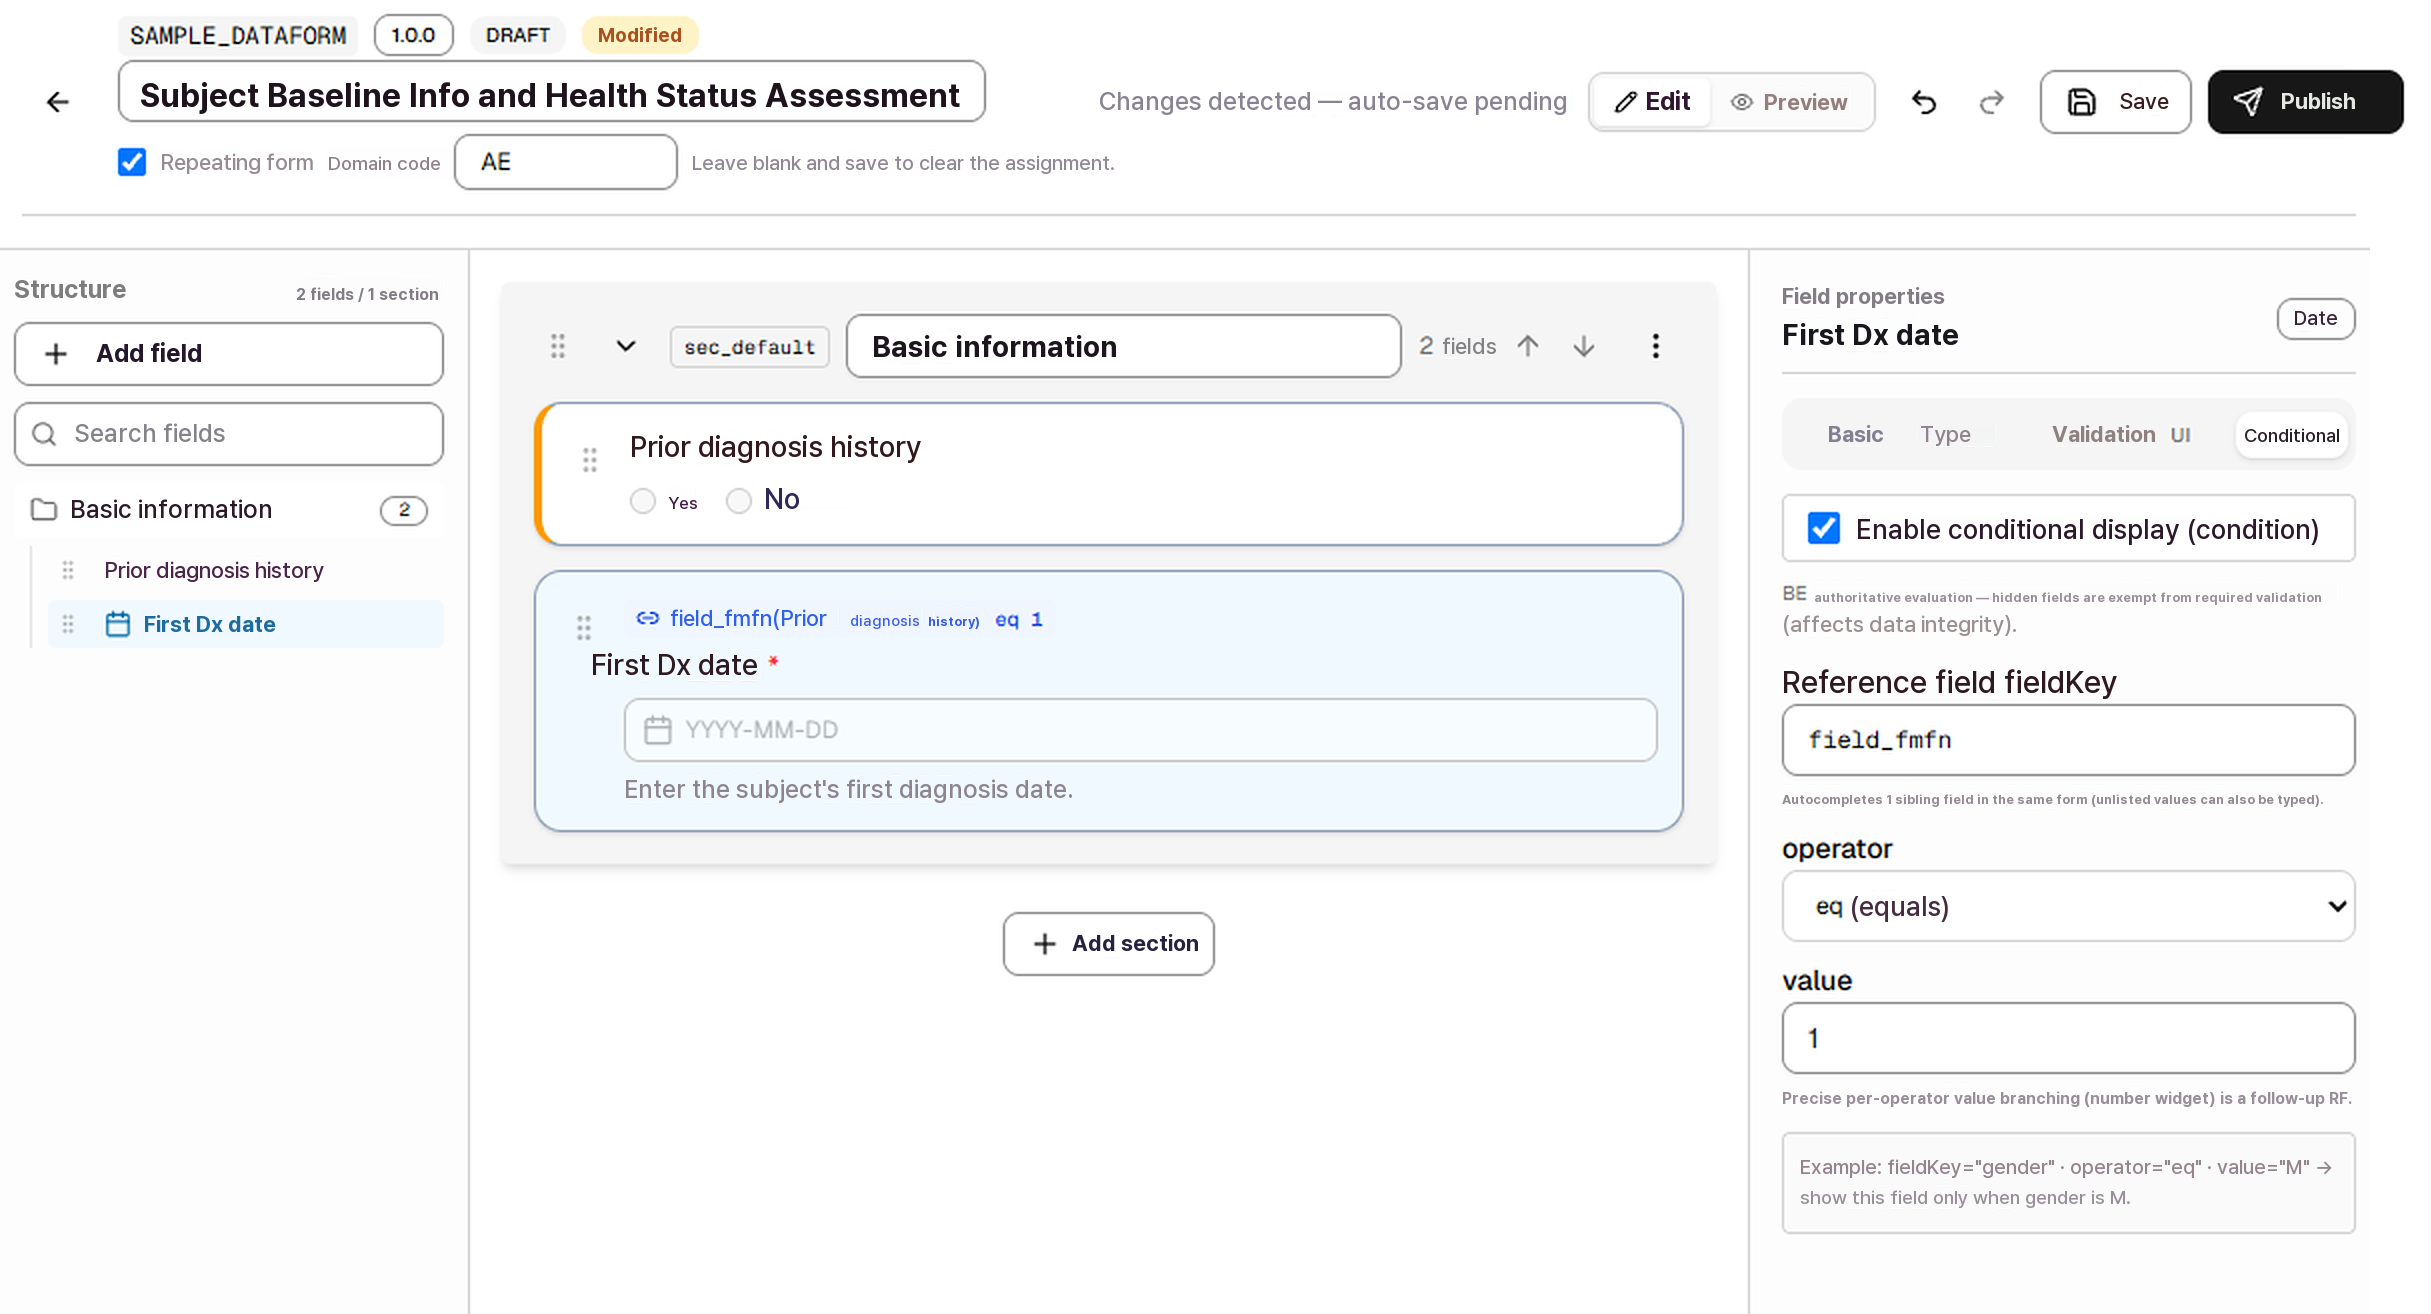 SAMPLE_DATAFORM 1.0.0 DRAFT Modified
Subject Baseline Info and Health Status Assessment
Changes detected — auto-save pending Edit Preview Save Publish
Repeating form Domain code AE Leave blank and save to clear the assignment.
Structure 2 fields / 1 section
Add field
Search fields
Basic information 2
Prior diagnosis history
First Dx date
sec_default Basic information 2 fields
Prior diagnosis history
Yes No
field_fmfn(Prior diagnosis history) eq 1
First Dx date *
YYYY-MM-DD
Enter the subject's first diagnosis date.
Add section
Field properties
First Dx date Date
Basic Type Validation UI Conditional
Enable conditional display (condition)
BE authoritative evaluation — hidden fields are exempt from required validation
(affects data integrity).
Reference field fieldKey
field_fmfn
Autocompletes 1 sibling field in the same form (unlisted values can also be typed).
operator
eq (equals)
value
1
Precise per-operator value branching (number widget) is a follow-up RF.
Example: fieldKey="gender" · operator="eq" · value="M" →
show this field only when gender is M.